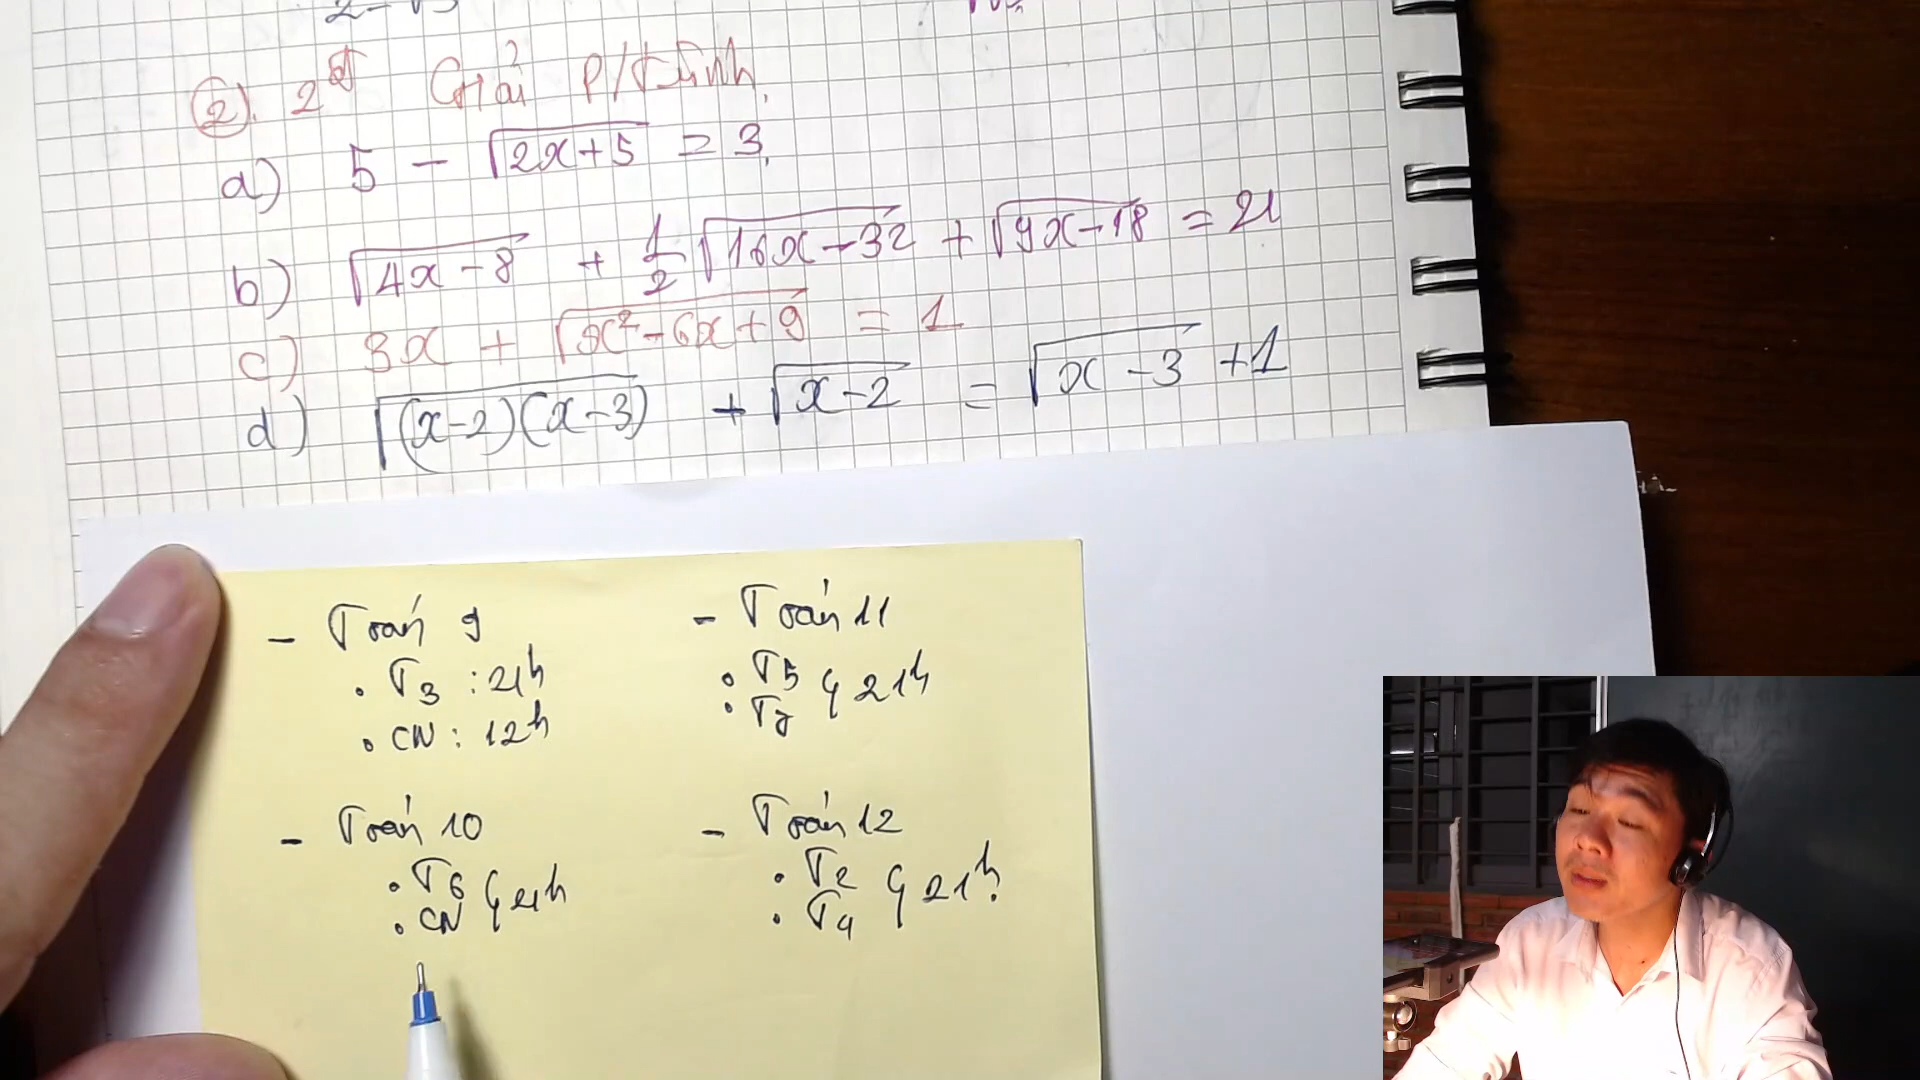 ②. 2đ Giải p/trình.
a) 5 - √(2x+5) = 3.
b) √(4x-8) + 1/2 √(16x-32) + √(9x-18) = 21
c) 3x + √(x²-6x+9) = 1
d) √((x-2)(x-3)) + √(x-2) = √(x-3) + 1
- Toán 9
• T3 : 21h
• CN : 12h
- Toán 11
• T5
• T7
21h
- Toán 10
• T6
• CN
21h
- Toán 12
• T2
• T4
21h.